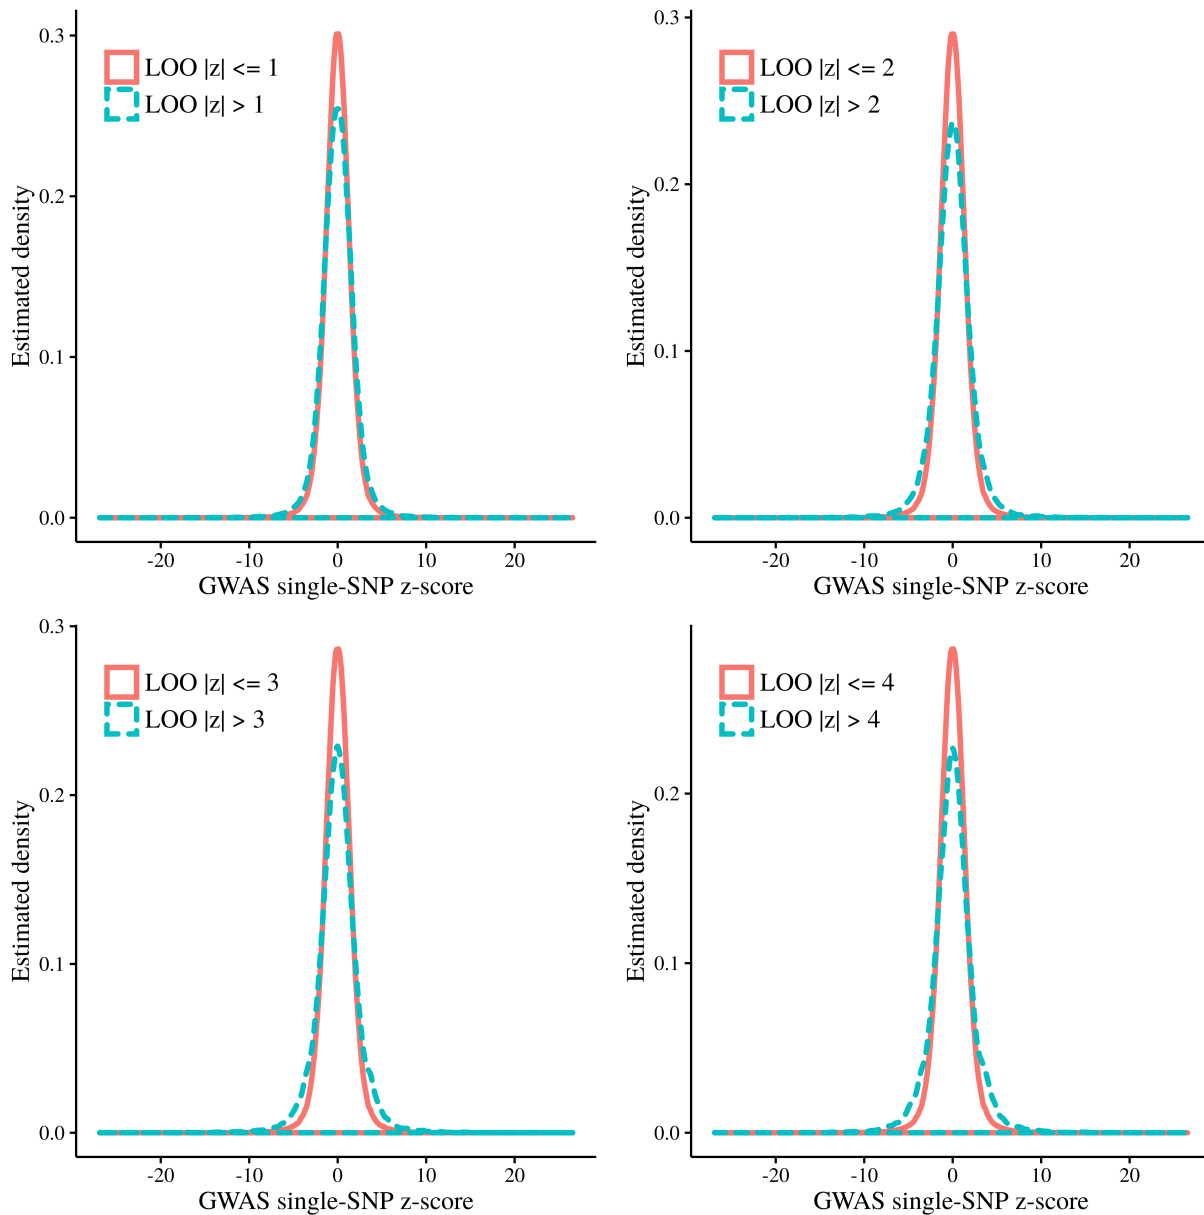 0.3
0.2
0.1
0.0
Estimated density
LOO |z| <= 1
LOO |z| > 1
-20 -10 0 10 20
GWAS single-SNP z-score
0.3
0.2
0.1
0.0
Estimated density
LOO |z| <= 2
LOO |z| > 2
-20 -10 0 10 20
GWAS single-SNP z-score
0.3
0.2
0.1
0.0
Estimated density
LOO |z| <= 3
LOO |z| > 3
-20 -10 0 10 20
GWAS single-SNP z-score
0.2
0.1
0.0
Estimated density
LOO |z| <= 4
LOO |z| > 4
-20 -10 0 10 20
GWAS single-SNP z-score